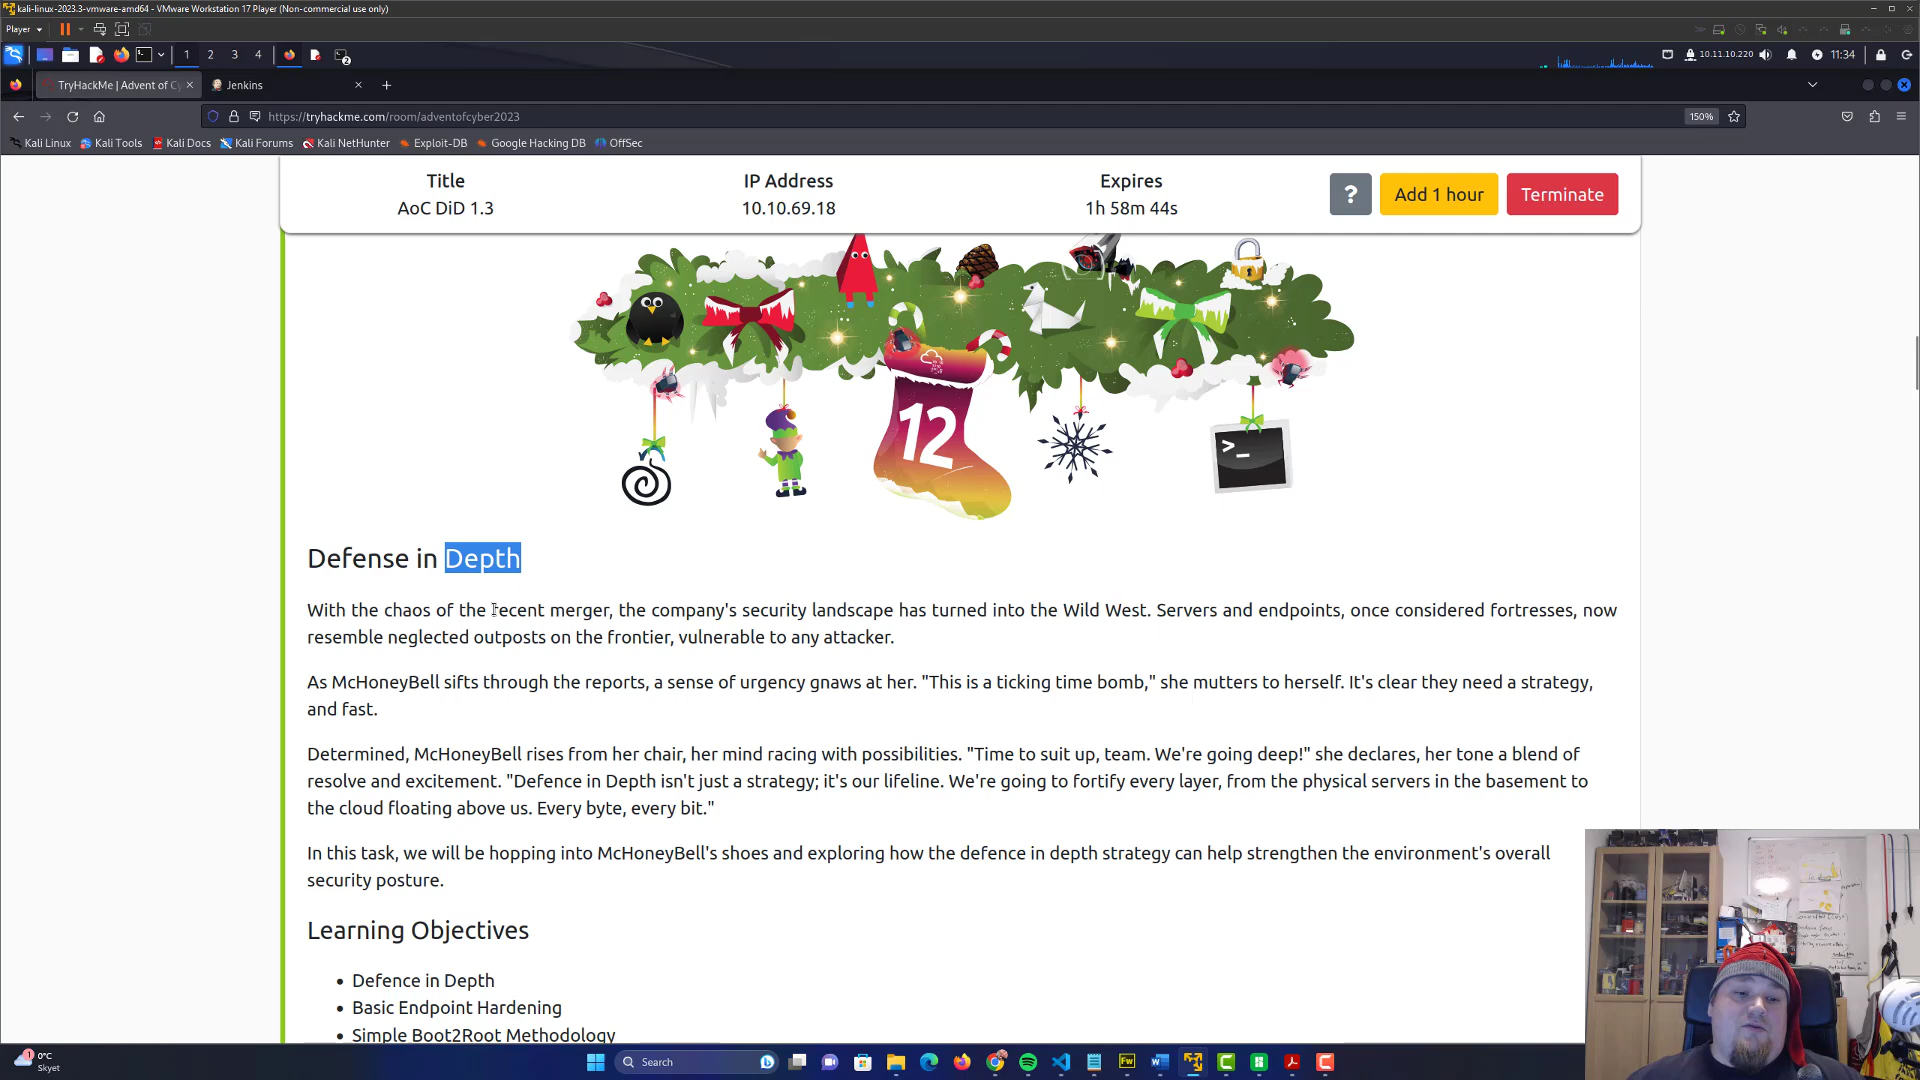 kali-linux-2023.3-vmware-amd64 - VMware Workstation 17 Player (Non-commercial use only)
Player
1 2 3 4
2
10.11.10.220
11:34
TryHackMe | Advent of Cy
Jenkins
https://tryhackme.com/room/adventofcyber2023
150%
Kali Linux Kali Tools Kali Docs Kali Forums Kali NetHunter Exploit-DB Google Hacking DB OffSec
Title IP Address Expires
AoC DiD 1.3 10.10.69.18 1h 58m 44s
? Add 1 hour Terminate
12
>_
Defense in Depth
With the chaos of the recent merger, the company's security landscape has turned into the Wild West. Servers and endpoints, once considered fortresses, now
resemble neglected outposts on the frontier, vulnerable to any attacker.
As McHoneyBell sifts through the reports, a sense of urgency gnaws at her. "This is a ticking time bomb," she mutters to herself. It's clear they need a strategy,
and fast.
Determined, McHoneyBell rises from her chair, her mind racing with possibilities. "Time to suit up, team. We're going deep!" she declares, her tone a blend of
resolve and excitement. "Defence in Depth isn't just a strategy; it's our lifeline. We're going to fortify every layer, from the physical servers in the basement to
the cloud floating above us. Every byte, every bit."
In this task, we will be hopping into McHoneyBell's shoes and exploring how the defence in depth strategy can help strengthen the environment's overall
security posture.
Learning Objectives
• Defence in Depth
• Basic Endpoint Hardening
• Simple Boot2Root Methodology
1
0°C
Skyet
Search
Fw